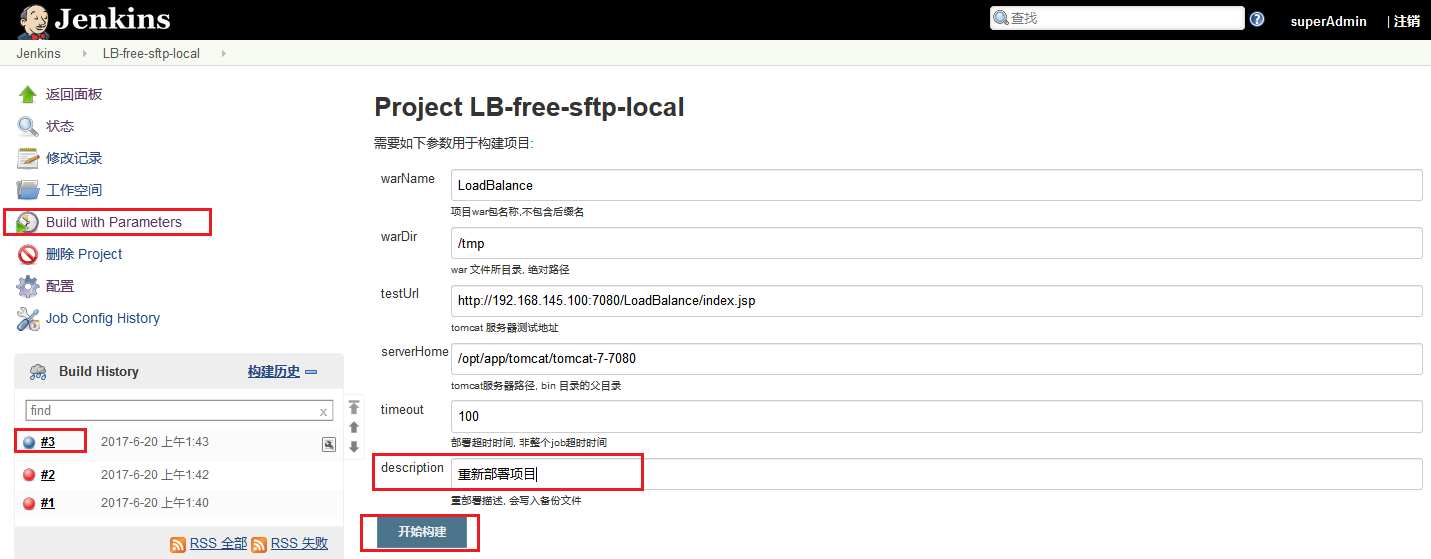 Jenkins
查找
superAdmin | 注销
Jenkins LB-free-sftp-local
返回面板
状态
修改记录
工作空间
Build with Parameters
删除 Project
配置
Job Config History
Build History 构建历史
find x
#3 2017-6-20 上午1:43
#2 2017-6-20 上午1:42
#1 2017-6-20 上午1:40
RSS 全部 RSS 失败
Project LB-free-sftp-local
需要如下参数用于构建项目:
warName LoadBalance
项目war包名称,不包含后缀名
warDir /tmp
war 文件所目录, 绝对路径
testUrl http://192.168.145.100:7080/LoadBalance/index.jsp
tomcat 服务器测试地址
serverHome /opt/app/tomcat/tomcat-7-7080
tomcat服务器路径, bin 目录的父目录
timeout 100
部署超时时间, 非整个job超时时间
description 重新部署项目
重部署描述, 会写入备份文件
开始构建